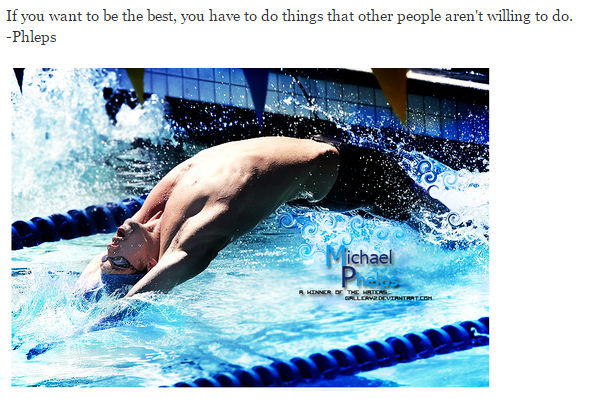 If you want to be the best, you have to do things that other people aren't willing to do.
-Phleps
Michael
Phelps
A WINNER OF THE WATERS...
GALLERY2.DEVIANTART.COM